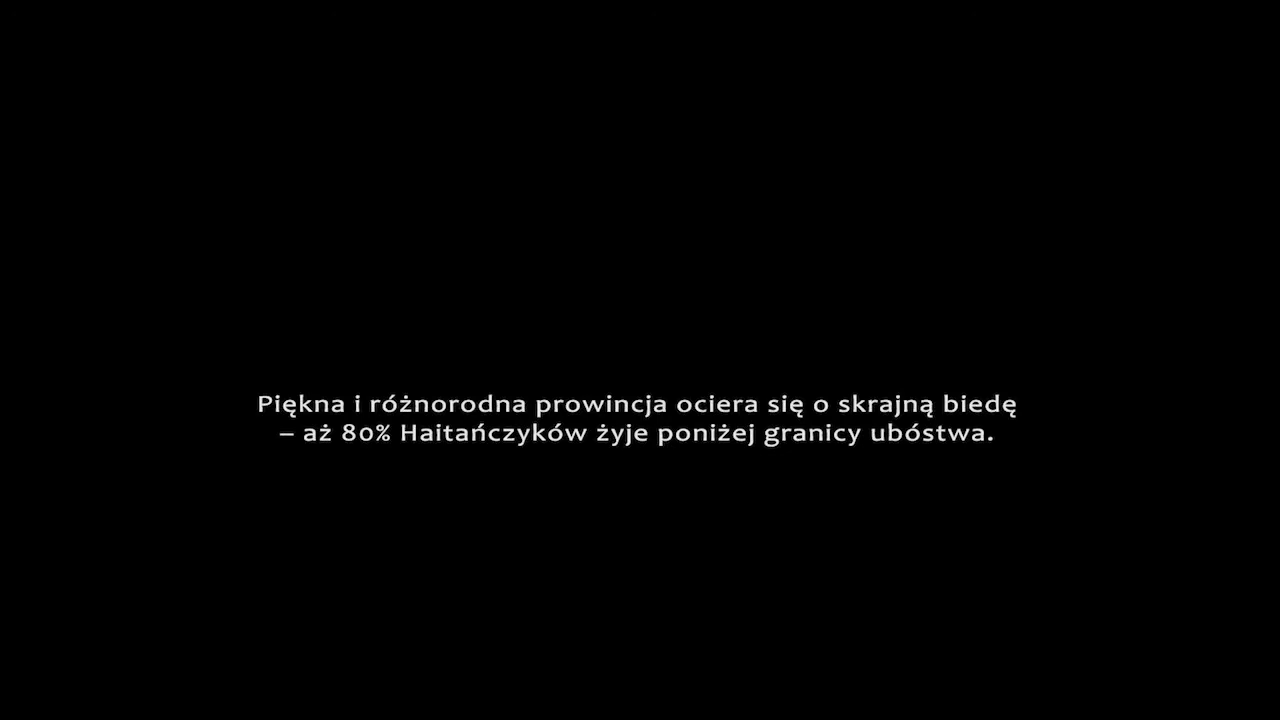 Piękna i różnorodna prowincja ociera się o skrajną biedę
– aż 80% Haitańczyków żyje poniżej granicy ubóstwa.